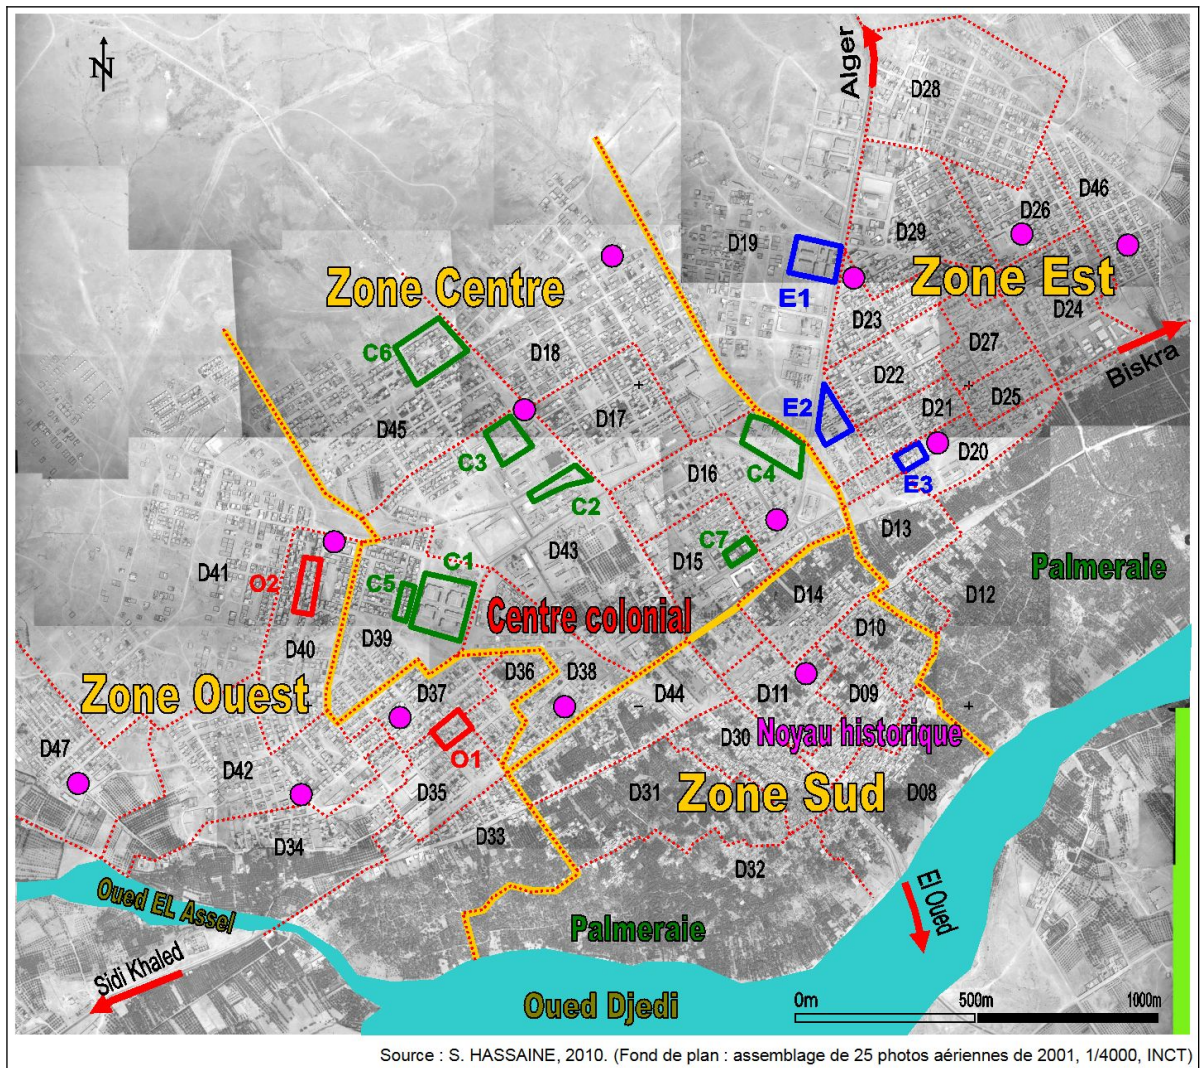 N
Alger
D28
D46
D26
D29
D19
Zone Centre
Zone Est
E1
D23
D24
D27
Biskra
C6
D18
D22
D17
D25
E2
D21
D45
D20
C3
D16
C4
E3
C2
D13
D43
D15
C7
Palmeraie
D41
O2
C5
C1
D14
D12
Centre colonial
D40
D39
D10
D36
D38
Zone Ouest
D37
D44
D11
D09
D30
Noyau historique
D47
O1
D42
D35
D31
Zone Sud
D08
D34
D33
D32
Oued EL Assel
El Oued
Palmeraie
Sidi Khaled
Oued Djedi
0m
500m
1000m
Source : S. HASSAINE, 2010. (Fond de plan : assemblage de 25 photos aériennes de 2001, 1/4000, INCT)